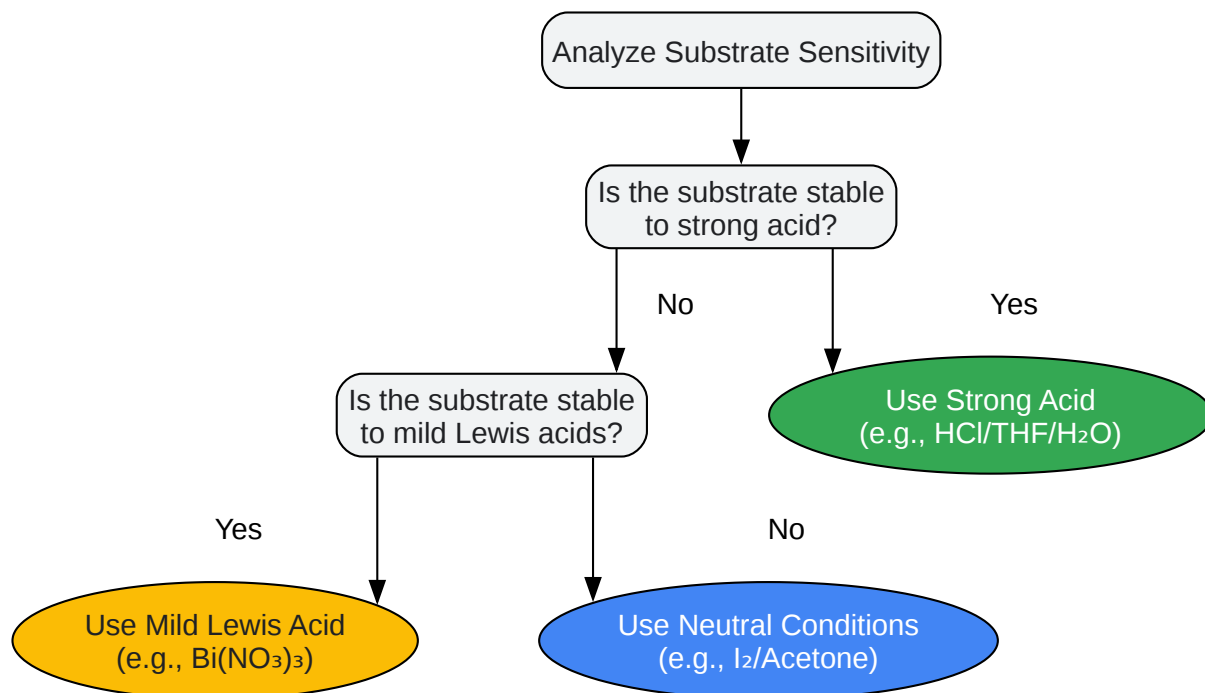 Analyze Substrate Sensitivity
Is the substrate stable
to strong acid?
No
Yes
Is the substrate stable
to mild Lewis acids?
Use Strong Acid
(e.g., HCl/THF/H₂O)
Yes
No
Use Mild Lewis Acid
(e.g., Bi(NO₃)₃)
Use Neutral Conditions
(e.g., I₂/Acetone)